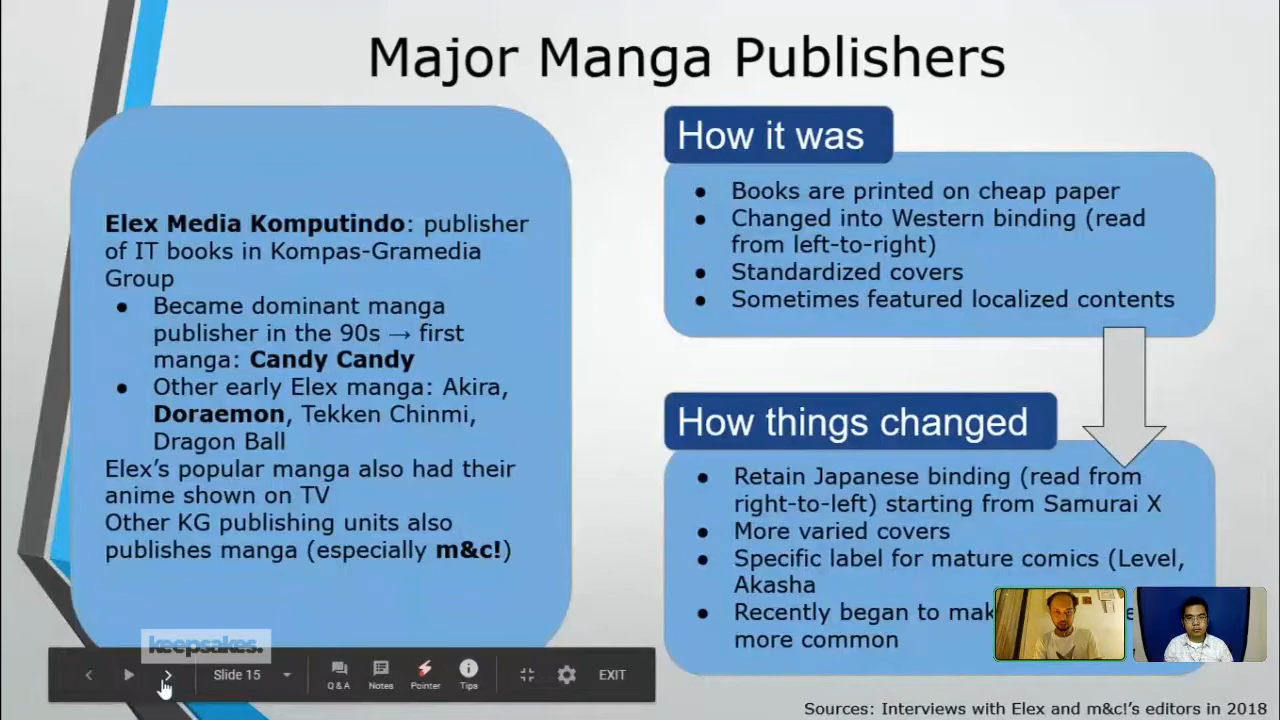 Major Manga Publishers
Elex Media Komputindo: publisher
of IT books in Kompas-Gramedia
Group
● Became dominant manga
publisher in the 90s → first
manga: Candy Candy
● Other early Elex manga: Akira,
Doraemon, Tekken Chinmi,
Dragon Ball
Elex's popular manga also had their
anime shown on TV
Other KG publishing units also
publishes manga (especially m&c!)
How it was
● Books are printed on cheap paper
● Changed into Western binding (read
from left-to-right)
● Standardized covers
● Sometimes featured localized contents
How things changed
● Retain Japanese binding (read from
right-to-left) starting from Samurai X
● More varied covers
● Specific label for mature comics (Level,
Akasha
● Recently began to
more common
keepsakes.
Slide 15
Q&A
Notes
Pointer
Tips
EXIT
Sources: Interviews with Elex and m&c!'s editors in 2018